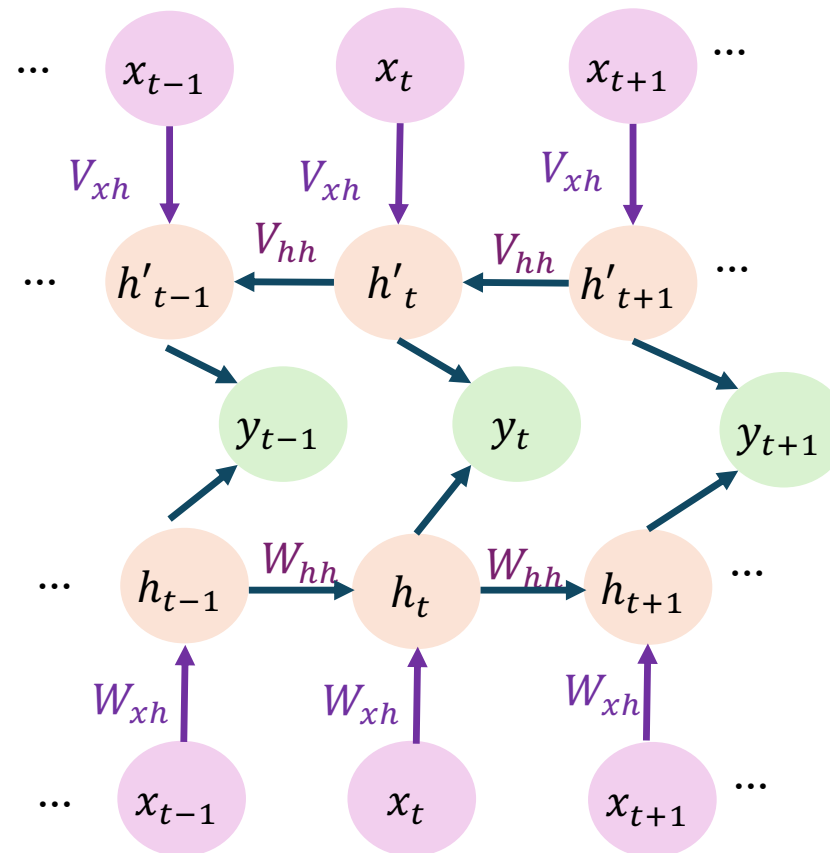 ... x_{t-1} x_t x_{t+1} ...
V_{xh} V_{xh} V_{xh}
V_{hh} V_{hh}
... h'_{t-1} h'_t h'_{t+1} ...
y_{t-1} y_t y_{t+1}
W_{hh} W_{hh}
... h_{t-1} h_t h_{t+1} ...
W_{xh} W_{xh} W_{xh}
... x_{t-1} x_t x_{t+1} ...